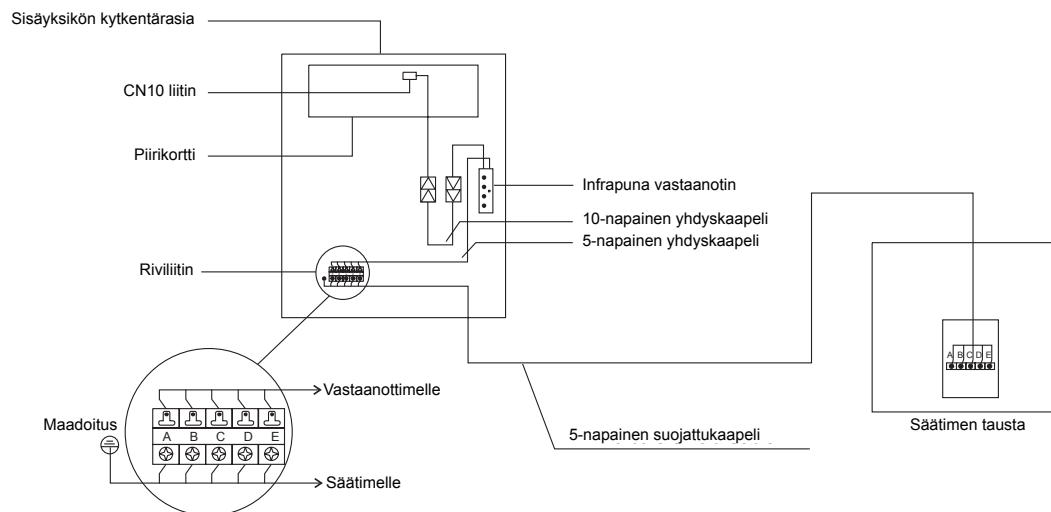 Sisäyksikön kytkentärasia
CN10 liitin
Piirikortti
Infrapuna vastaanotin
10-napainen yhdyskaapeli
5-napainen yhdyskaapeli
Riviliitin
A B C D E
Vastaanottimelle
Maadoitus
A B C D E
Säätimelle
5-napainen suojattukaapeli
Säätimen tausta